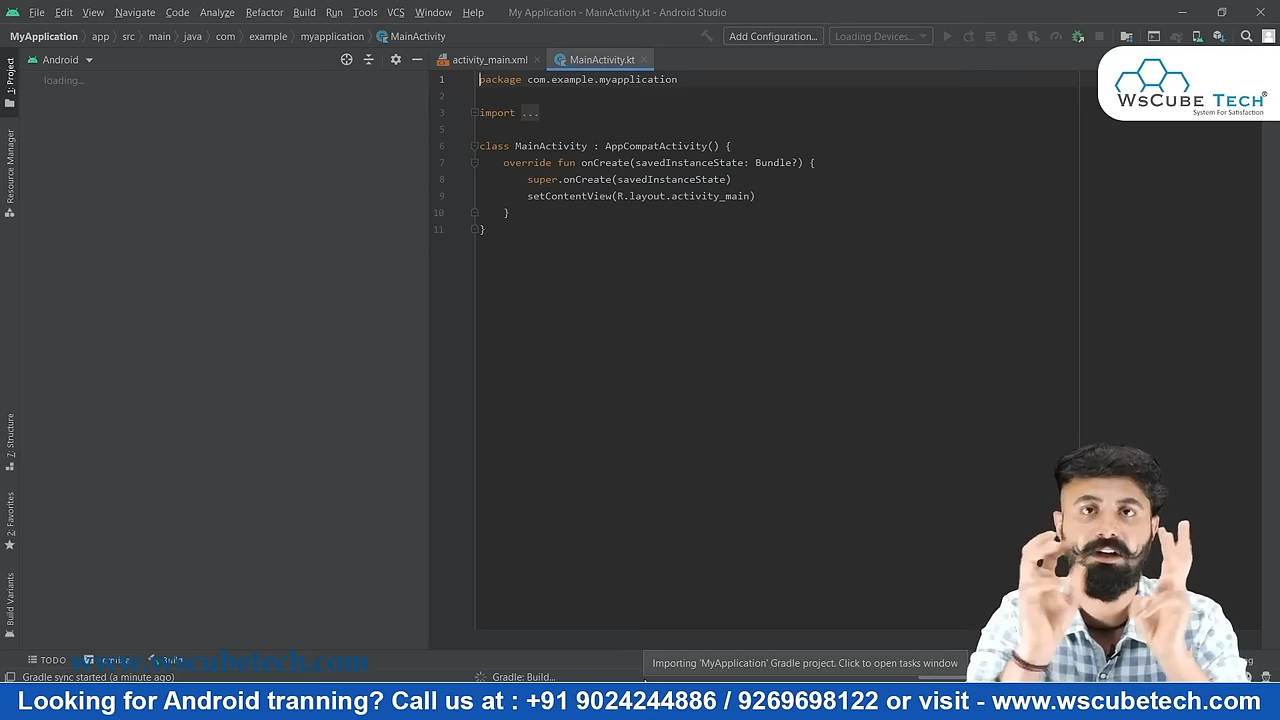 File Edit View Navigate Code Analyze Refactor Build Run Tools VCS Window Help My Application - MainActivity.kt - Android Studio
MyApplication app src main java com example myapplication MainActivity Add Configuration... Loading Devices...
Android activity_main.xml MainActivity.kt
loading...
1: Project
Resource Manager
7: Structure
2: Favorites
Build Variants
1 package com.example.myapplication
2
3 import ...
5
6 class MainActivity : AppCompatActivity() {
7 override fun onCreate(savedInstanceState: Bundle?) {
8 super.onCreate(savedInstanceState)
9 setContentView(R.layout.activity_main)
10 }
11 }
WsCube Tech®
System For Satisfaction
TODO
www.wscubetech.com
Importing 'MyApplication' Gradle project. Click to open tasks window
Gradle sync started (a minute ago) Gradle: Build...
Looking for Android tranning? Call us at : +91 9024244886 / 9269698122 or visit - www.wscubetech.com